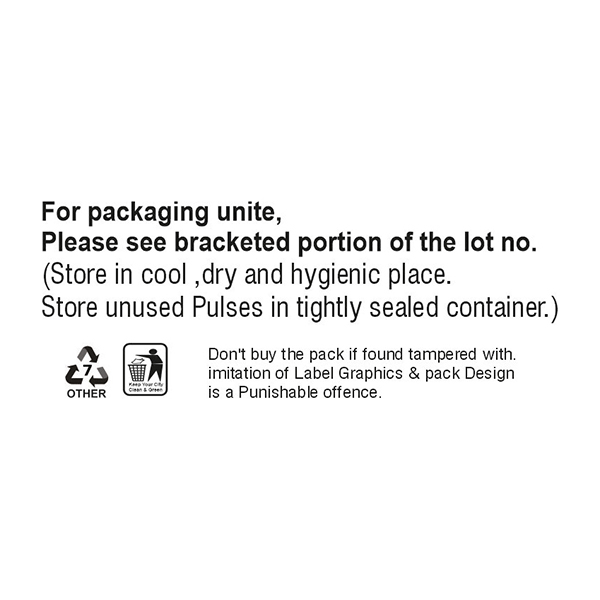 For packaging unite,
Please see bracketed portion of the lot no.
(Store in cool ,dry and hygienic place.
Store unused Pulses in tightly sealed container.)
7
OTHER
Keep Your City
Clean & Green
Don't buy the pack if found tampered with.
imitation of Label Graphics & pack Design
is a Punishable offence.